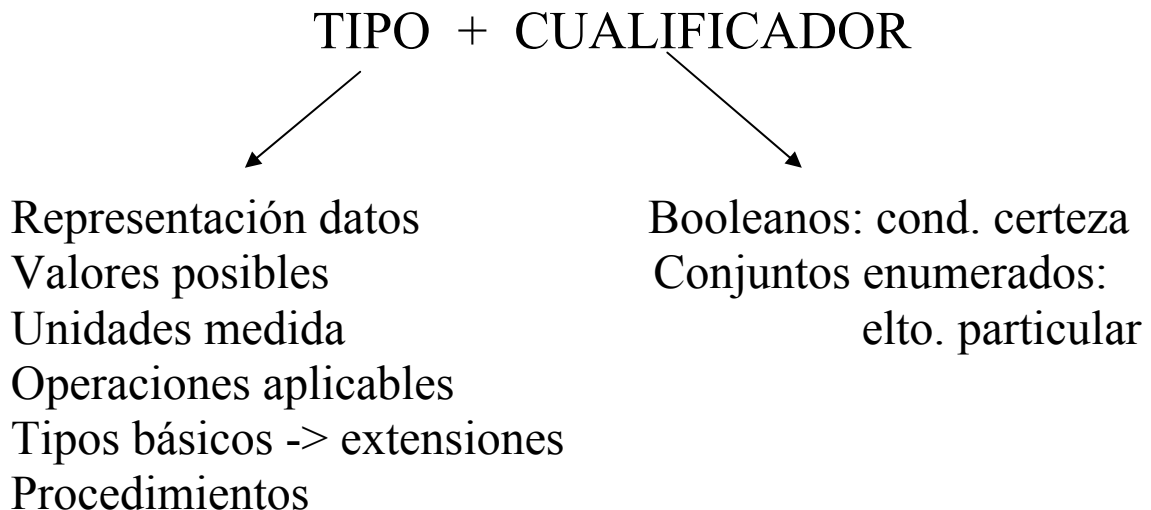 TIPO + CUALIFICADOR
Representación datos
Valores posibles
Unidades medida
Operaciones aplicables
Tipos básicos -> extensiones
Procedimientos
Booleanos: cond. certeza
Conjuntos enumerados:
elto. particular